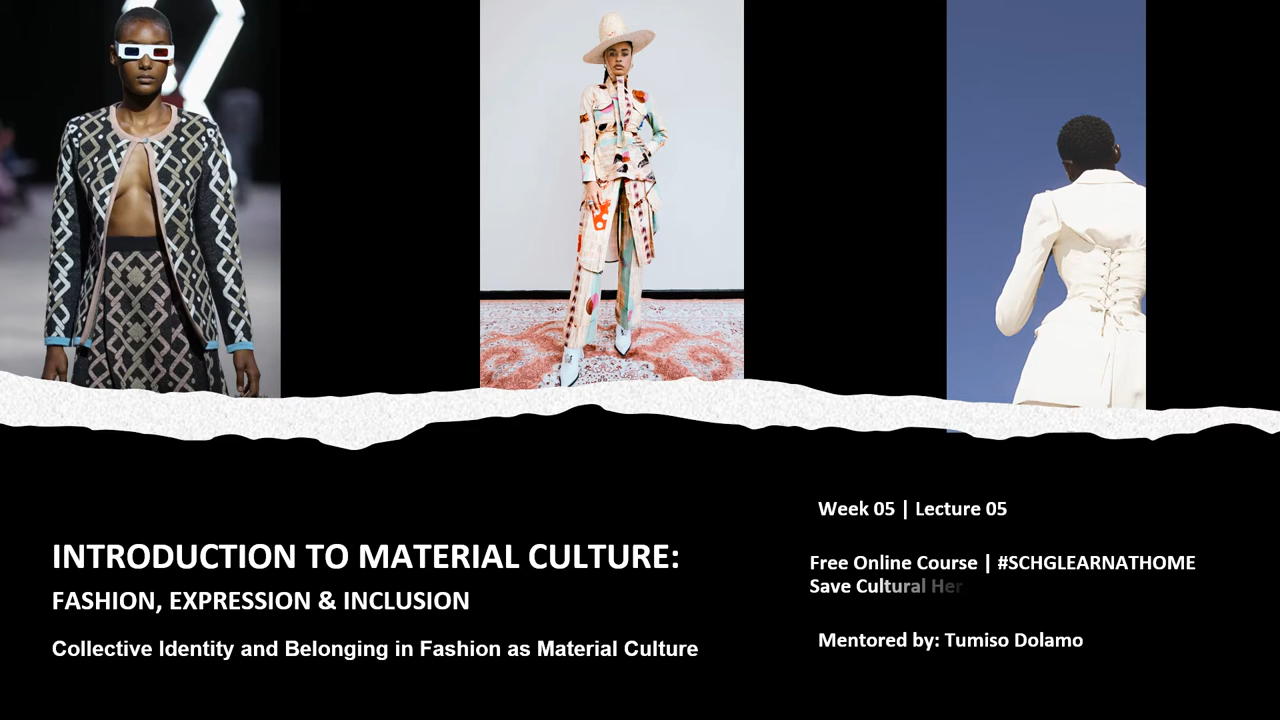 INTRODUCTION TO MATERIAL CULTURE:
FASHION, EXPRESSION & INCLUSION
Collective Identity and Belonging in Fashion as Material Culture
Week 05 | Lecture 05
Free Online Course | #SCHGLEARNATHOME
Save Cultural Her
Mentored by: Tumiso Dolamo